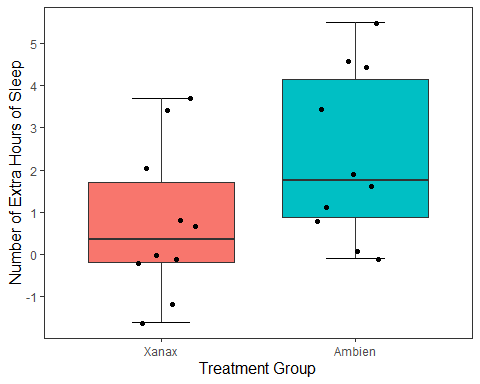 Number of Extra Hours of Sleep
5
4
3
2
1
0
-1
Xanax
Ambien
Treatment Group